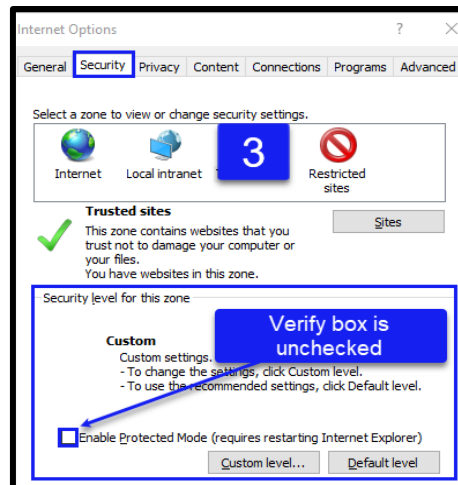 Internet Options ? ×
General Security Privacy Content Connections Programs Advanced
Select a zone to view or change security settings.
3
Internet Local intranet Restricted
sites
Trusted sites
This zone contains websites that you
trust not to damage your computer or
your files.
You have websites in this zone.
Sites
Security level for this zone
Verify box is
unchecked
Custom
Custom settings.
- To change the settings, click Custom level.
- To use the recommended settings, click Default level.
Enable Protected Mode (requires restarting Internet Explorer)
Custom level... Default level